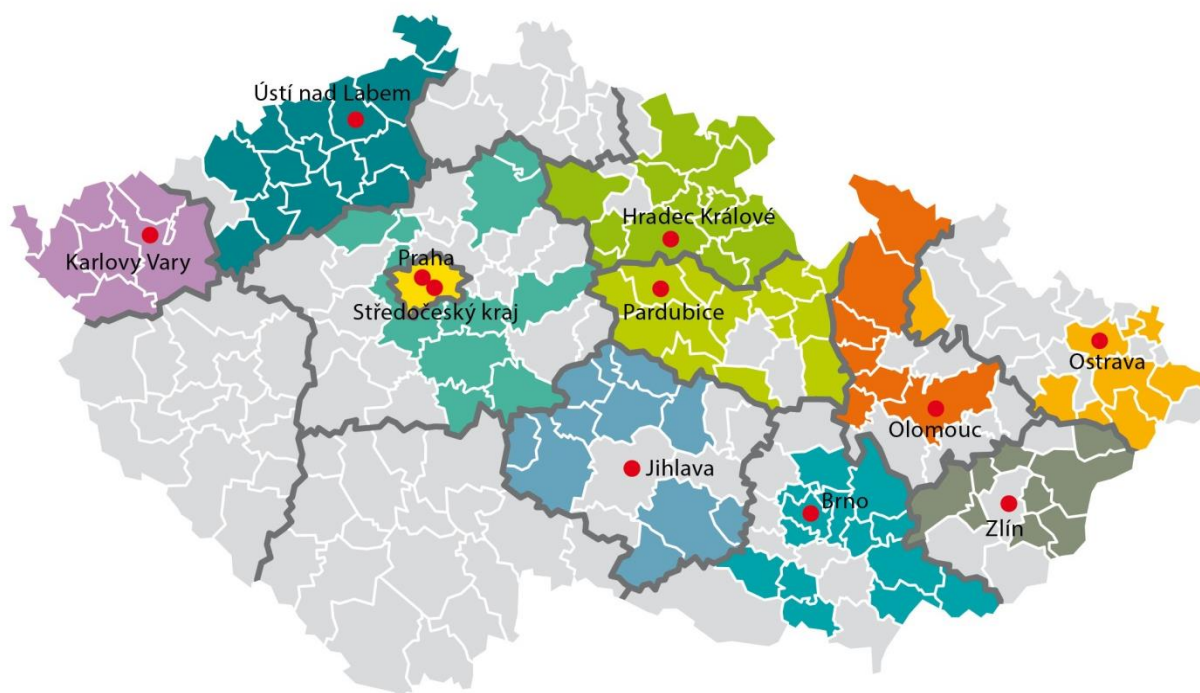 Ústí nad Labem
Hradec Králové
Karlovy Vary
Praha
Středočeský kraj
Pardubice
Ostrava
Olomouc
Jihlava
Brno
Zlín